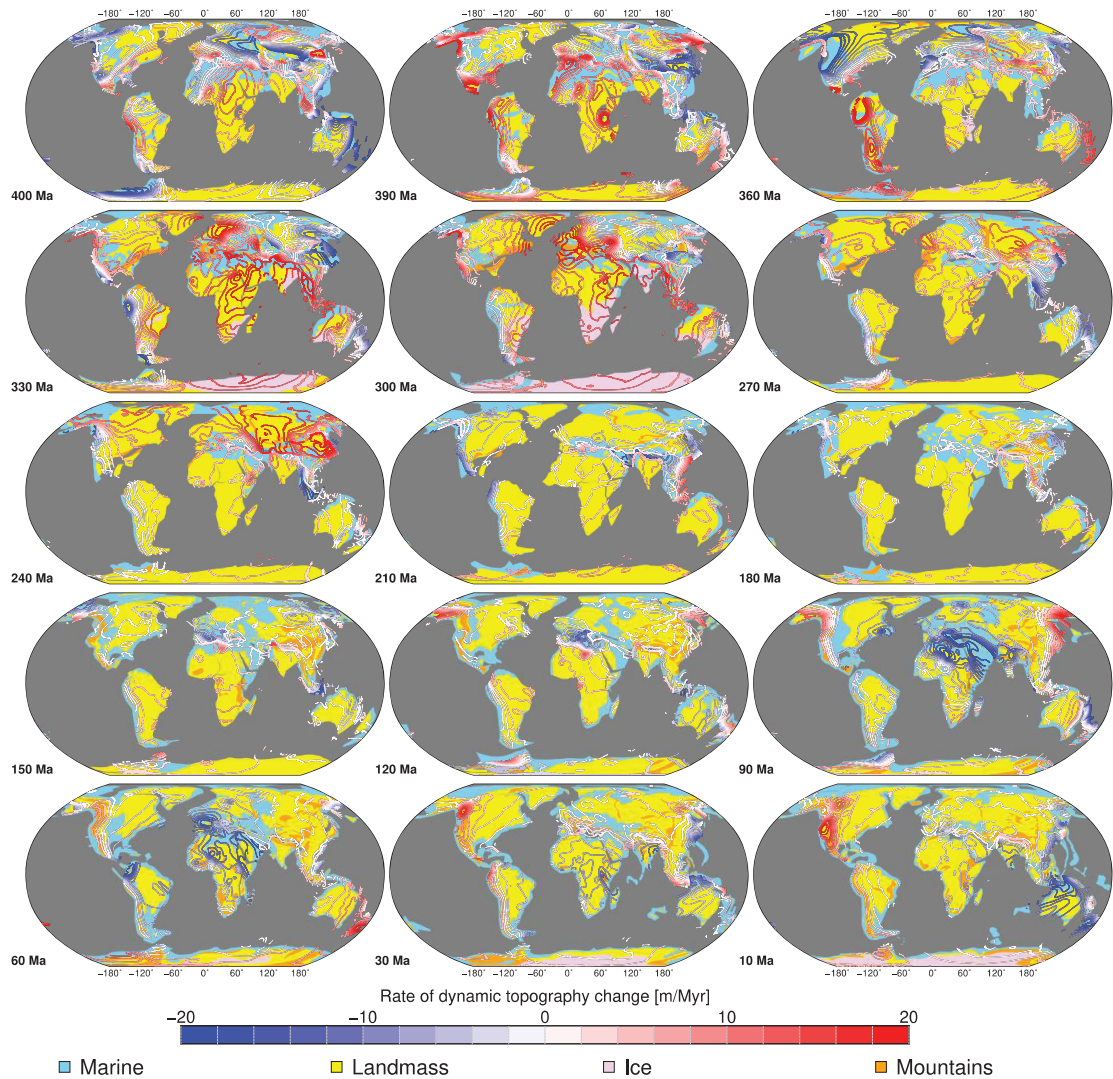 −180˚ −120˚ −60˚ 0˚ 60˚ 120˚ 180˚ −180˚ −120˚ −60˚ 0˚ 60˚ 120˚ 180˚ −180˚ −120˚ −60˚ 0˚ 60˚ 120˚ 180˚
400 Ma 390 Ma 360 Ma
330 Ma 300 Ma 270 Ma
240 Ma 210 Ma 180 Ma
150 Ma 120 Ma 90 Ma
60 Ma 30 Ma 10 Ma
−180˚ −120˚ −60˚ 0˚ 60˚ 120˚ 180˚ −180˚ −120˚ −60˚ 0˚ 60˚ 120˚ 180˚ −180˚ −120˚ −60˚ 0˚ 60˚ 120˚ 180˚
Rate of dynamic topography change [m/Myr]
−20 −10 0 10 20
Marine Landmass Ice Mountains